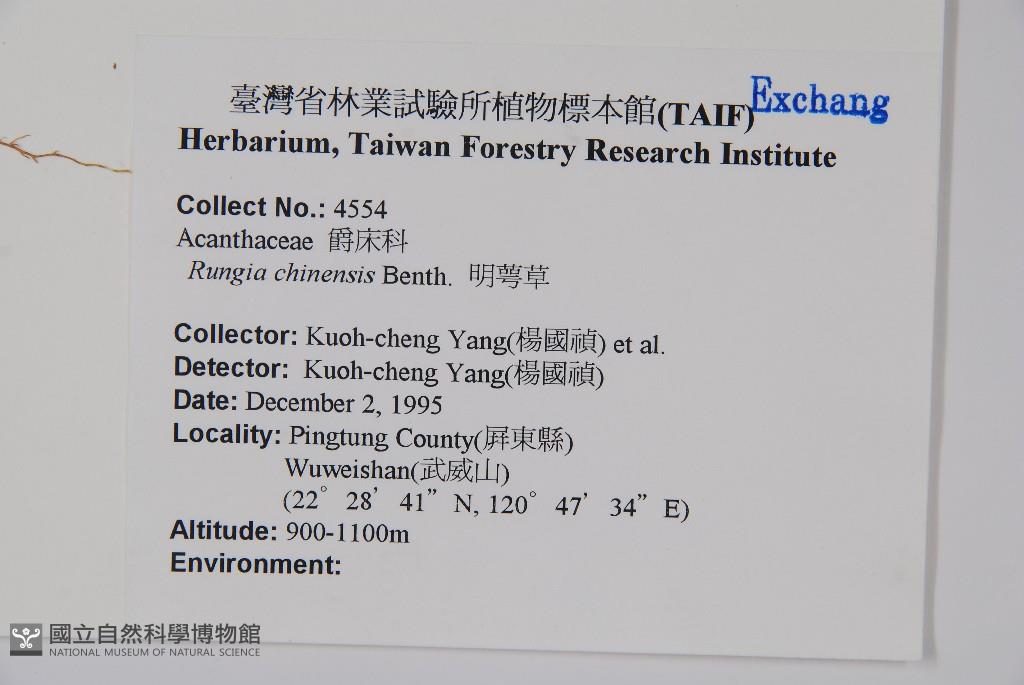 臺灣省林業試驗所植物標本館(TAIF)
Exchang
Herbarium, Taiwan Forestry Research Institute
Collect No.: 4554
Acanthaceae 爵床科
Rungia chinensis Benth. 明萼草
Collector: Kuoh-cheng Yang(楊國禎) et al.
Detector: Kuoh-cheng Yang(楊國禎)
Date: December 2, 1995
Locality: Pingtung County(屏東縣)
Wuweishan(武威山)
(22° 28’ 41” N, 120° 47’ 34” E)
Altitude: 900-1100m
Environment:
國立自然科學博物館
NATIONAL MUSEUM OF NATURAL SCIENCE